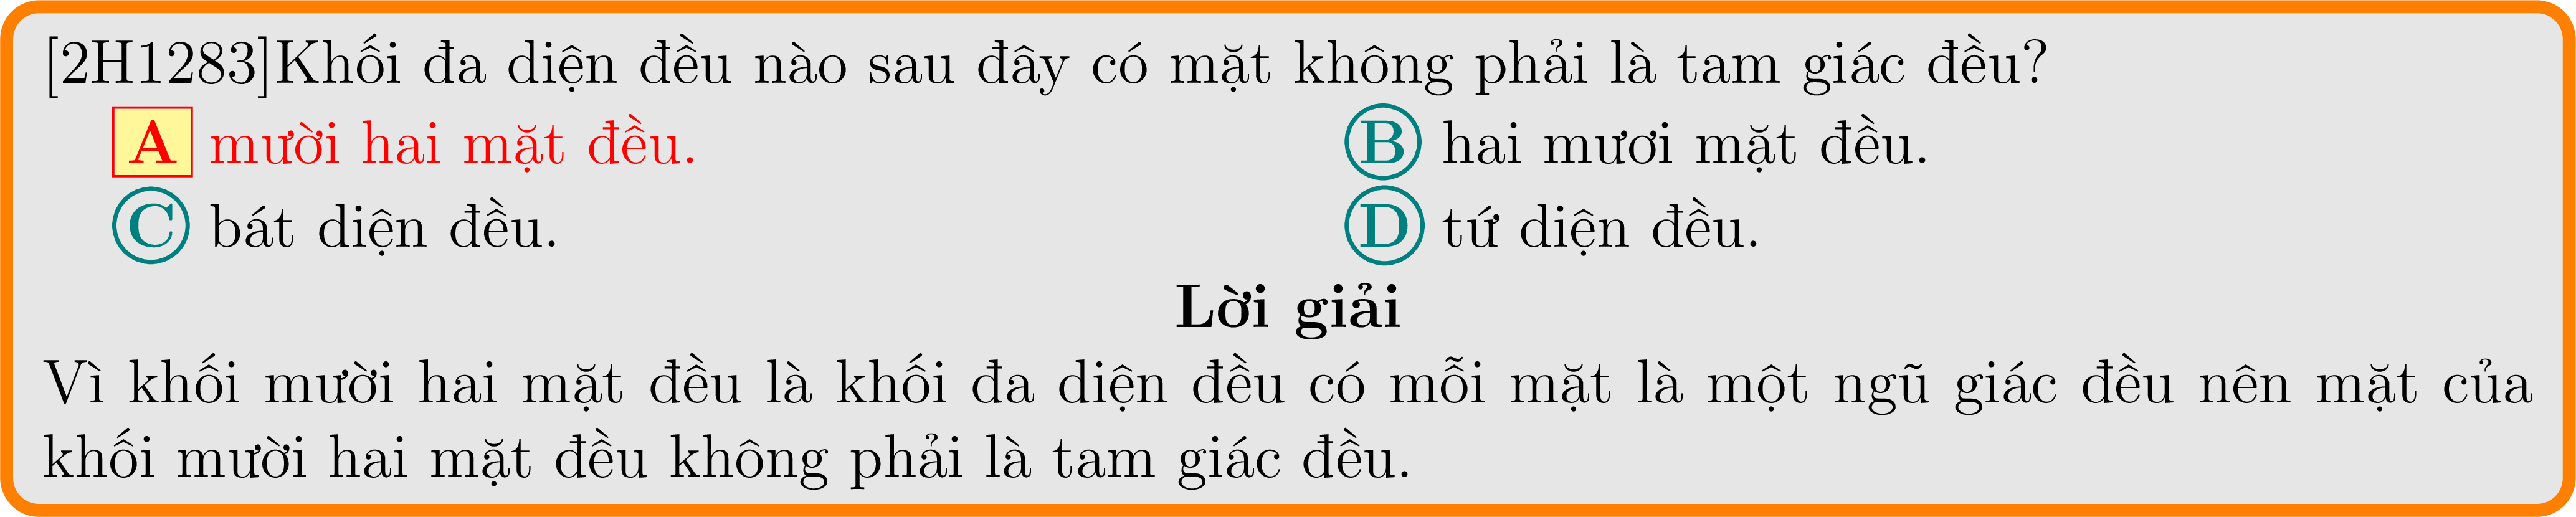 [2H1283]Khối đa diện đều nào sau đây có mặt không phải là tam giác đều?
A mười hai mặt đều. B hai mươi mặt đều.
C bát diện đều. D tứ diện đều.
Lời giải
Vì khối mười hai mặt đều là khối đa diện đều có mỗi mặt là một ngũ giác đều nên mặt của
khối mười hai mặt đều không phải là tam giác đều.